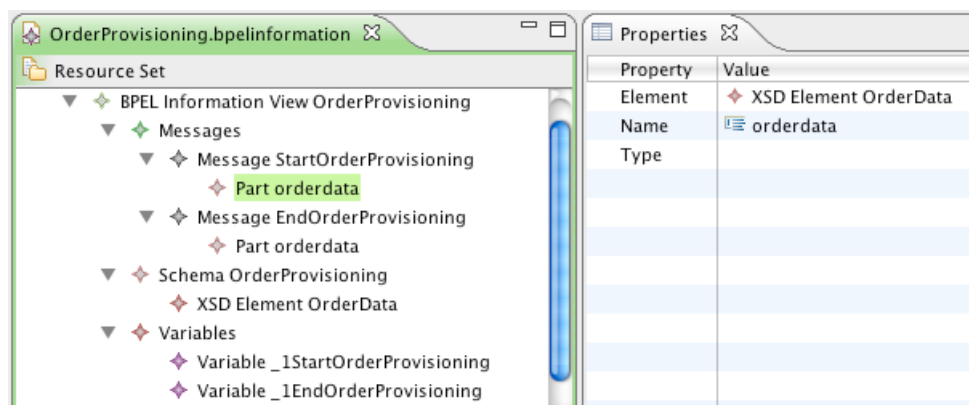 OrderProvisioning.bpelinformation
Resource Set
BPEL Information View OrderProvisioning
Messages
Message StartOrderProvisioning
Part orderdata
Message EndOrderProvisioning
Part orderdata
Schema OrderProvisioning
XSD Element OrderData
Variables
Variable _1StartOrderProvisioning
Variable _1EndOrderProvisioning
Properties
Property Value
Element XSD Element OrderData
Name orderdata
Type